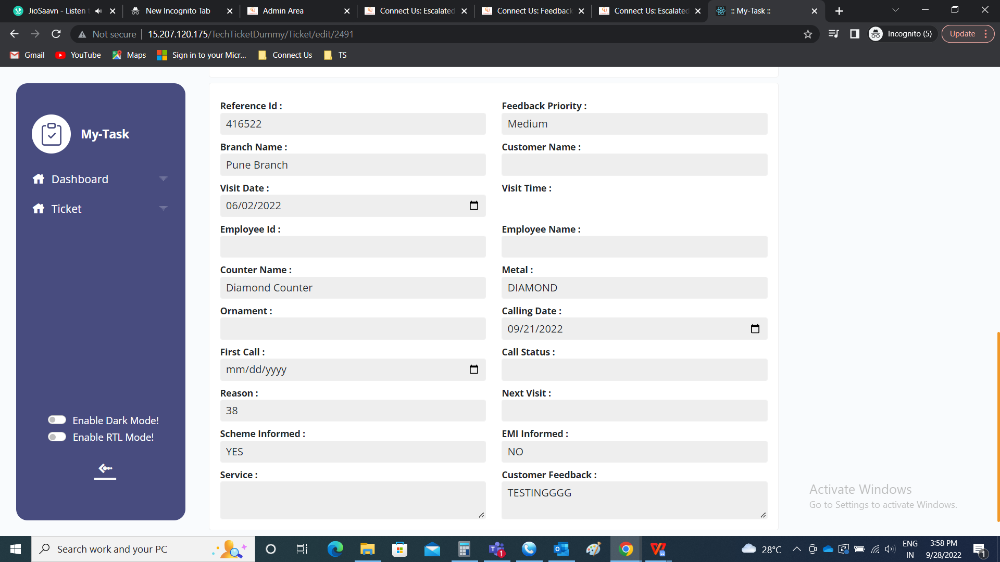 JioSaavn - Listen
New Incognito Tab
Admin Area
Connect Us: Escalated
Connect Us: Feedback
Connect Us: Escalated
:: My-Task ::
Not secure
15.207.120.175/TechTicketDummy/Ticket/edit/2491
Incognito (5)
Update
Gmail
YouTube
Maps
Sign in to your Micr...
Connect Us
TS
My-Task
Dashboard
Ticket
Enable Dark Mode!
Enable RTL Mode!
Reference Id :
416522
Feedback Priority :
Medium
Branch Name :
Pune Branch
Customer Name :
Visit Date :
06/02/2022
Visit Time :
Employee Id :
Employee Name :
Counter Name :
Diamond Counter
Metal :
DIAMOND
Ornament :
Calling Date :
09/21/2022
First Call :
mm/dd/yyyy
Call Status :
Reason :
38
Next Visit :
Scheme Informed :
YES
EMI Informed :
NO
Service :
Customer Feedback :
TESTINGGGG
Activate Windows
Go to Settings to activate Windows.
Search work and your PC
1
28°C
ENG
IN
3:58 PM
9/28/2022
1